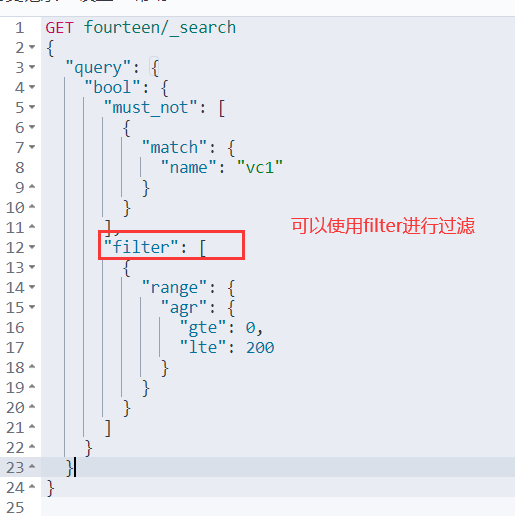 1 GET fourteen/_search
2 {
3 "query": {
4 "bool": {
5 "must_not": [
6 {
7 "match": {
8 "name": "vc1"
9 }
10 }
11 ],
可以使用filter进行过滤
12 "filter": [
13 {
14 "range": {
15 "agr": {
16 "gte": 0,
17 "lte": 200
18 }
19 }
20 }
21 ]
22 }
23 }
24 }
25